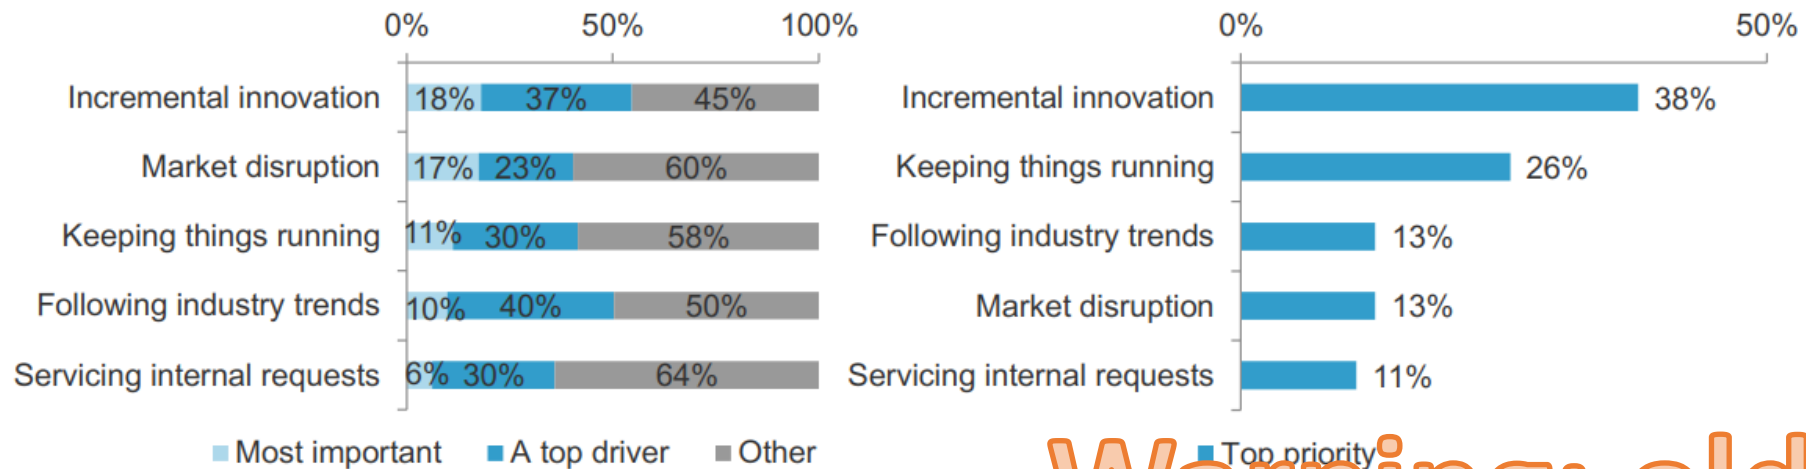 0% 50% 100%
Incremental innovation 18% 37% 45%
Market disruption 17% 23% 60%
Keeping things running 11% 30% 58%
Following industry trends 10% 40% 50%
Servicing internal requests 6% 30% 64%
Most important A top driver Other
0% 50%
Incremental innovation 38%
Keeping things running 26%
Following industry trends 13%
Market disruption 13%
Servicing internal requests 11%
Top priority
Warning: old